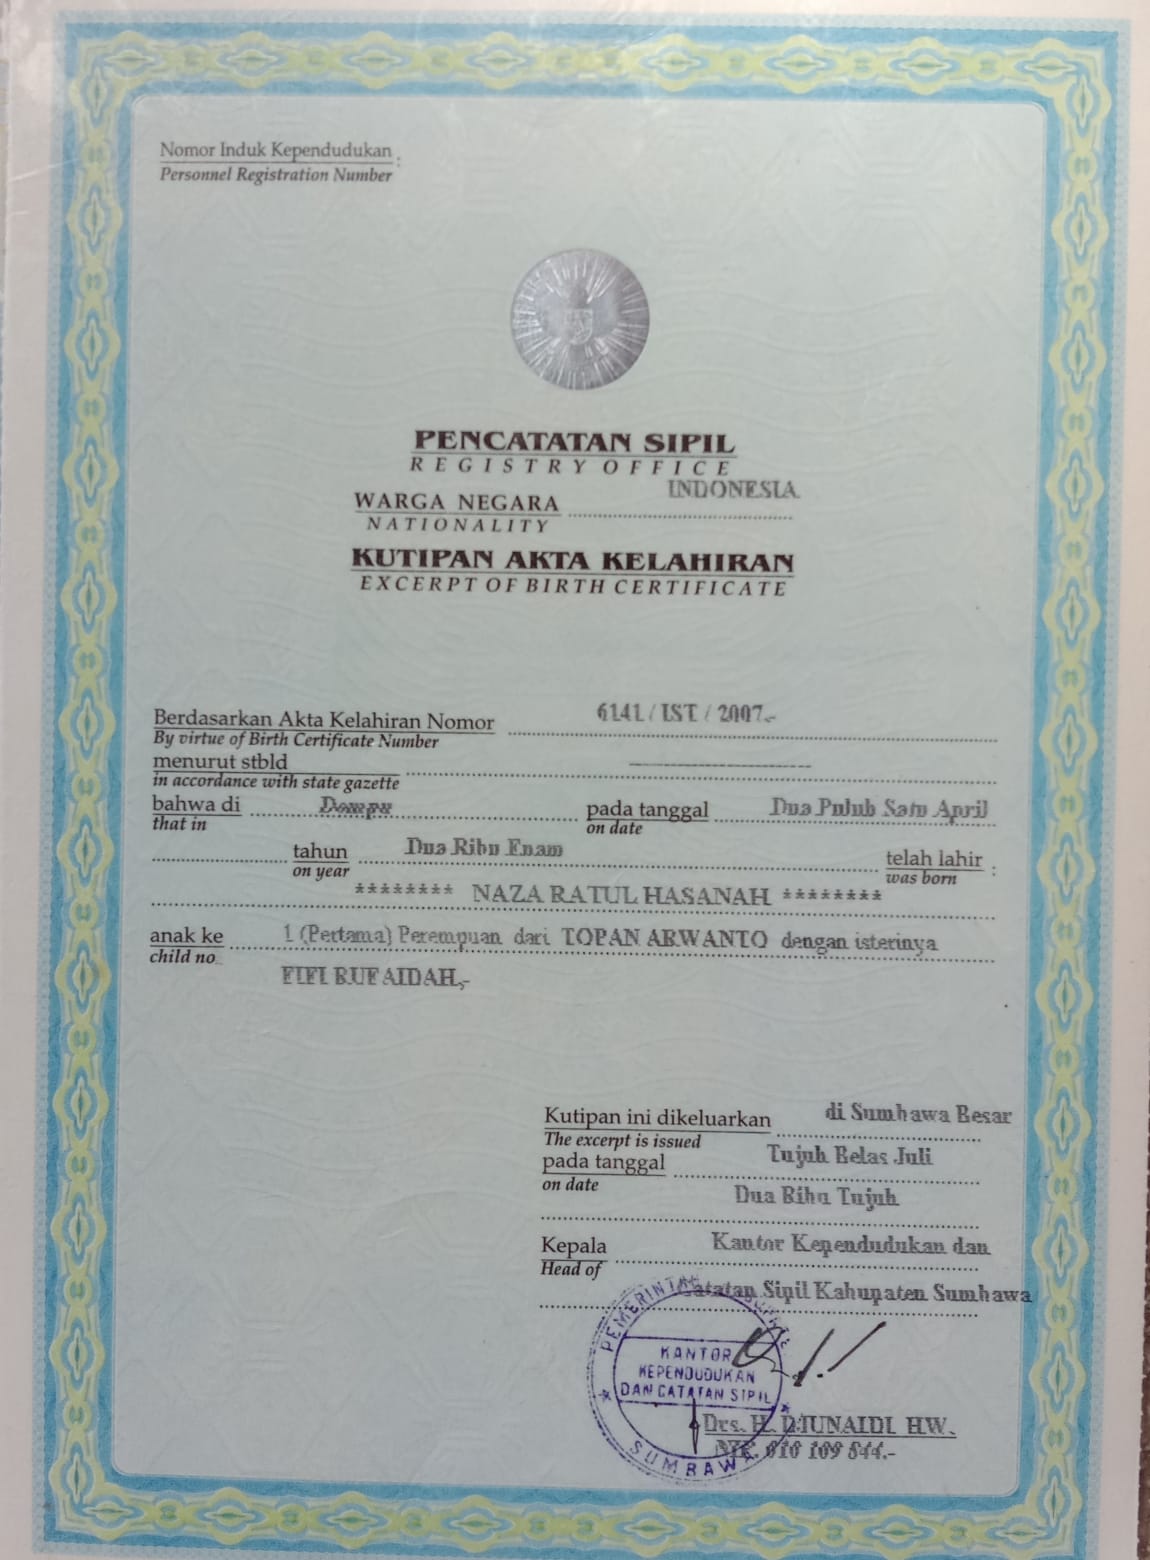 Nomor Induk Kependudukan :
Personnel Registration Number
PENCATATAN SIPIL
REGISTRY OFFICE
WARGA NEGARA INDONESIA
NATIONALITY
KUTIPAN AKTA KELAHIRAN
EXCERPT OF BIRTH CERTIFICATE
Berdasarkan Akta Kelahiran Nomor 6141 / IST / 2007.-
By virtue of Birth Certificate Number
menurut stbld
in accordance with state gazette
bahwa di Dompu pada tanggal Dua Puluh Satu April
that in on date
tahun Dua Ribu Enam telah lahir :
on year was born
******** NAZA RATUL HASANAH ********
anak ke 1 (Pertama) Perempuan dari TOPAN ARWANTO dengan isterinya
child no
FIFI RUFAIDAH,-
Kutipan ini dikeluarkan di Sumbawa Besar
The excerpt is issued
pada tanggal Tujuh Belas Juli
on date
Dua Ribu Tujuh
Kepala Kantor Kependudukan dan
Head of
Catatan Sipil Kabupaten Sumbawa
PEMERINTAH
KANTOR
KEPENDUDUKAN
DAN CATATAN SIPIL
SUMBAWA
Drs. H. DJUNAIDI HW.
NIP. 010 109 544.-